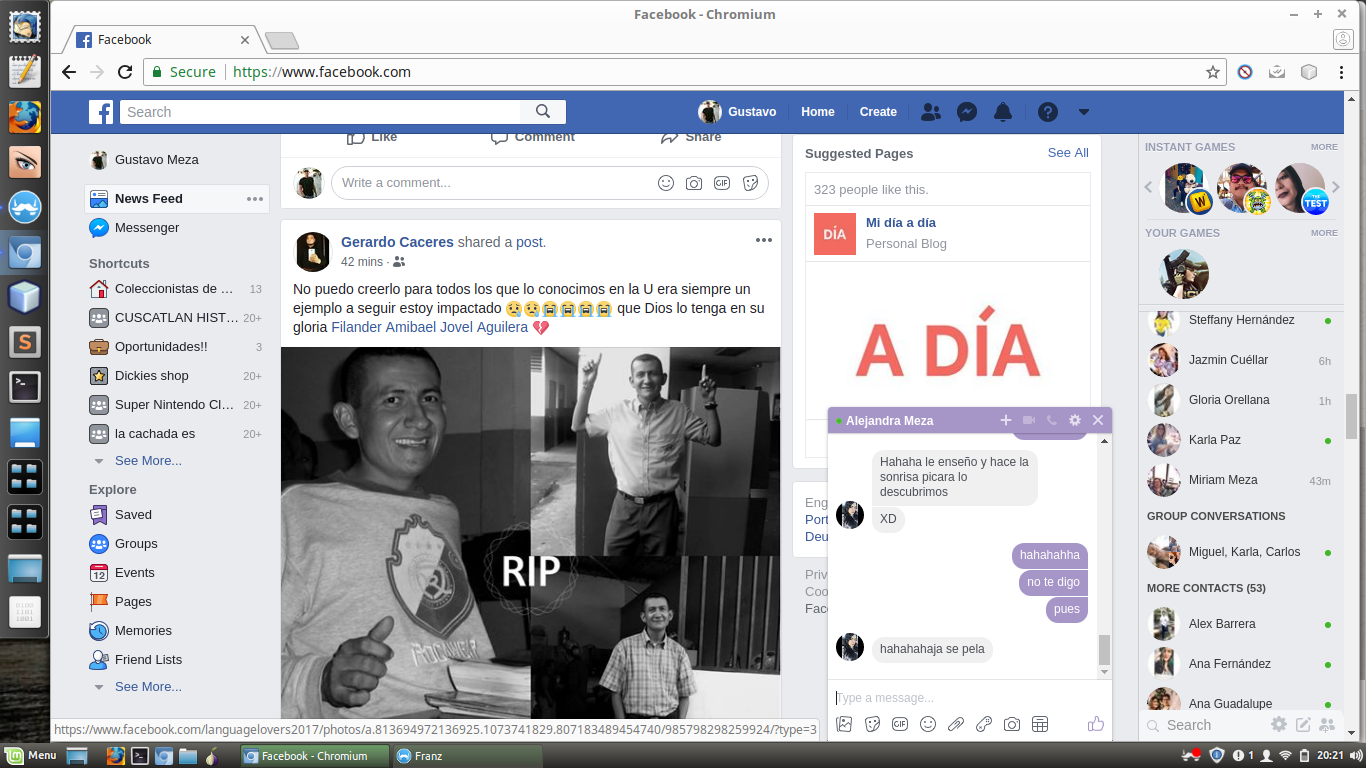 Facebook - Chromium
Facebook
Secure
https://www.facebook.com
Search
Gustavo
Home
Create
Gustavo Meza
News Feed
Messenger
Shortcuts
Coleccionistas de ... 13
CUSCATLAN HIST... 20+
Oportunidades!! 3
Dickies shop 20+
Super Nintendo Cl... 20+
la cachada es 20+
See More...
Explore
Saved
Groups
Events
12
Pages
Memories
Friend Lists
See More...
Like
Comment
Share
Write a comment...
GIF
Gerardo Caceres shared a post.
42 mins ·
No puedo creerlo para todos los que lo conocimos en la U era siempre un
ejemplo a seguir estoy impactado 😢😢😭😭😭😭 que Dios lo tenga en su
gloria Filander Amibael Jovel Aguilera 💔
RIP
Suggested Pages
See All
323 people like this.
DÍA
Mi día a día
Personal Blog
A DÍA
Eng
Port
Deu
Priv
Coo
Face
Alejandra Meza
Hahaha le enseño y hace la
sonrisa picara lo
descubrimos
XD
hahahahha
no te digo
pues
hahahahaja se pela
Type a message...
GIF
INSTANT GAMES
MORE
W
THE
TEST
YOUR GAMES
MORE
Steffany Hernández
Jazmin Cuéllar 6h
Gloria Orellana 1h
Karla Paz
Miriam Meza 43m
GROUP CONVERSATIONS
Miguel, Karla, Carlos
MORE CONTACTS (53)
Alex Barrera
Ana Fernández
Ana Guadalupe
Search
https://www.facebook.com/languagelovers2017/photos/a.813694972136925.1073741829.807183489454740/985798298259924/?type=3
Menu
Facebook - Chromium
Franz
1
20:21